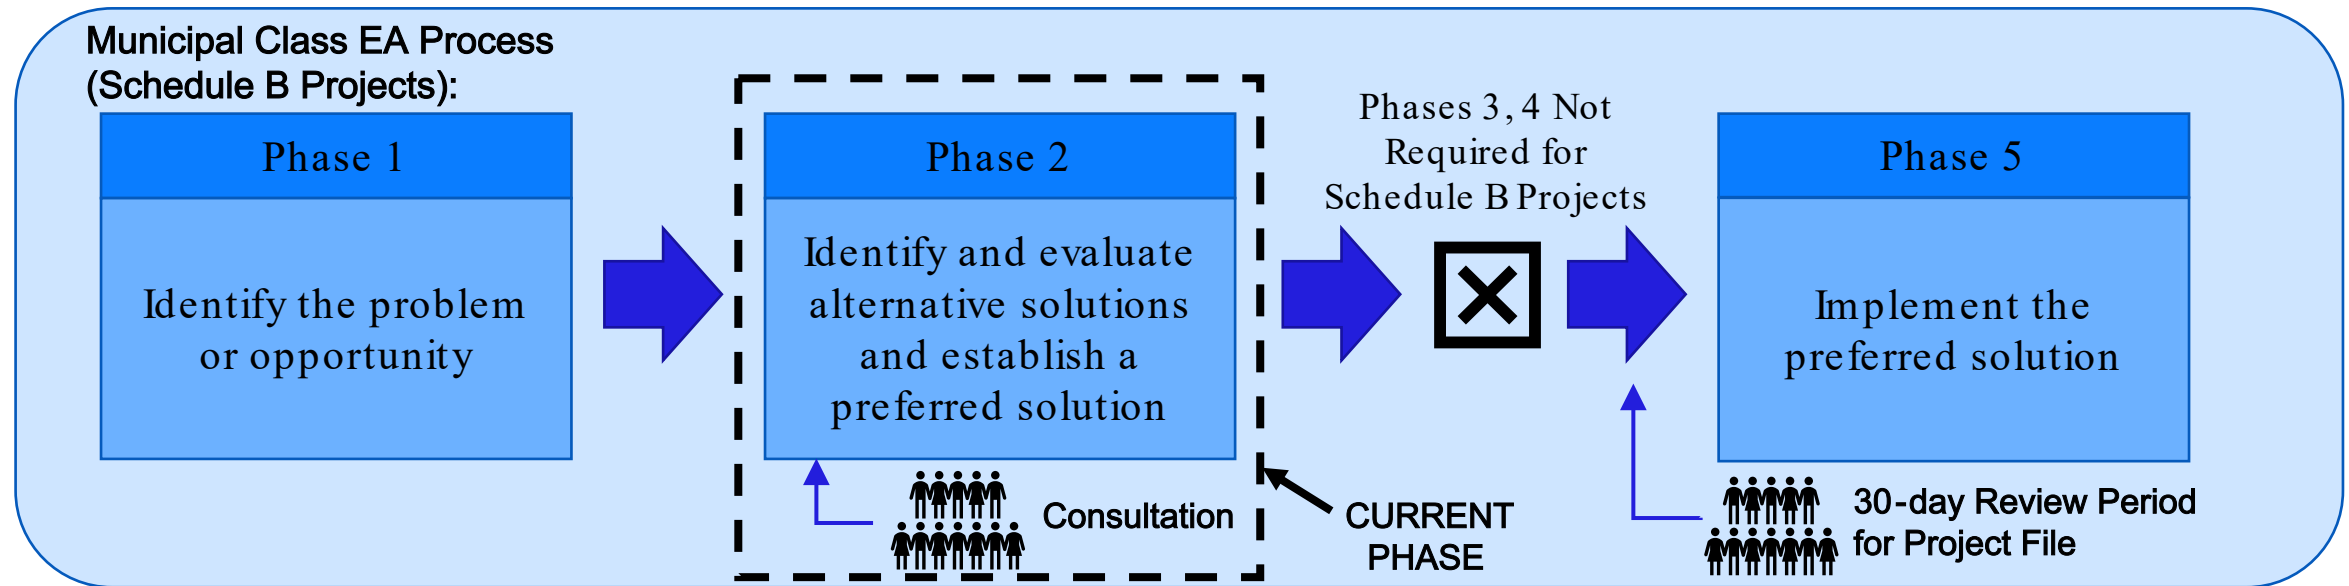 Municipal Class EA Process
(Schedule B Projects):
Phase 1
Identify the problem
or opportunity
Phase 2
Identify and evaluate
alternative solutions
and establish a
preferred solution
Consultation
CURRENT
PHASE
Phases 3, 4 Not
Required for
Schedule B Projects
Phase 5
Implement the
preferred solution
30-day Review Period
for Project File